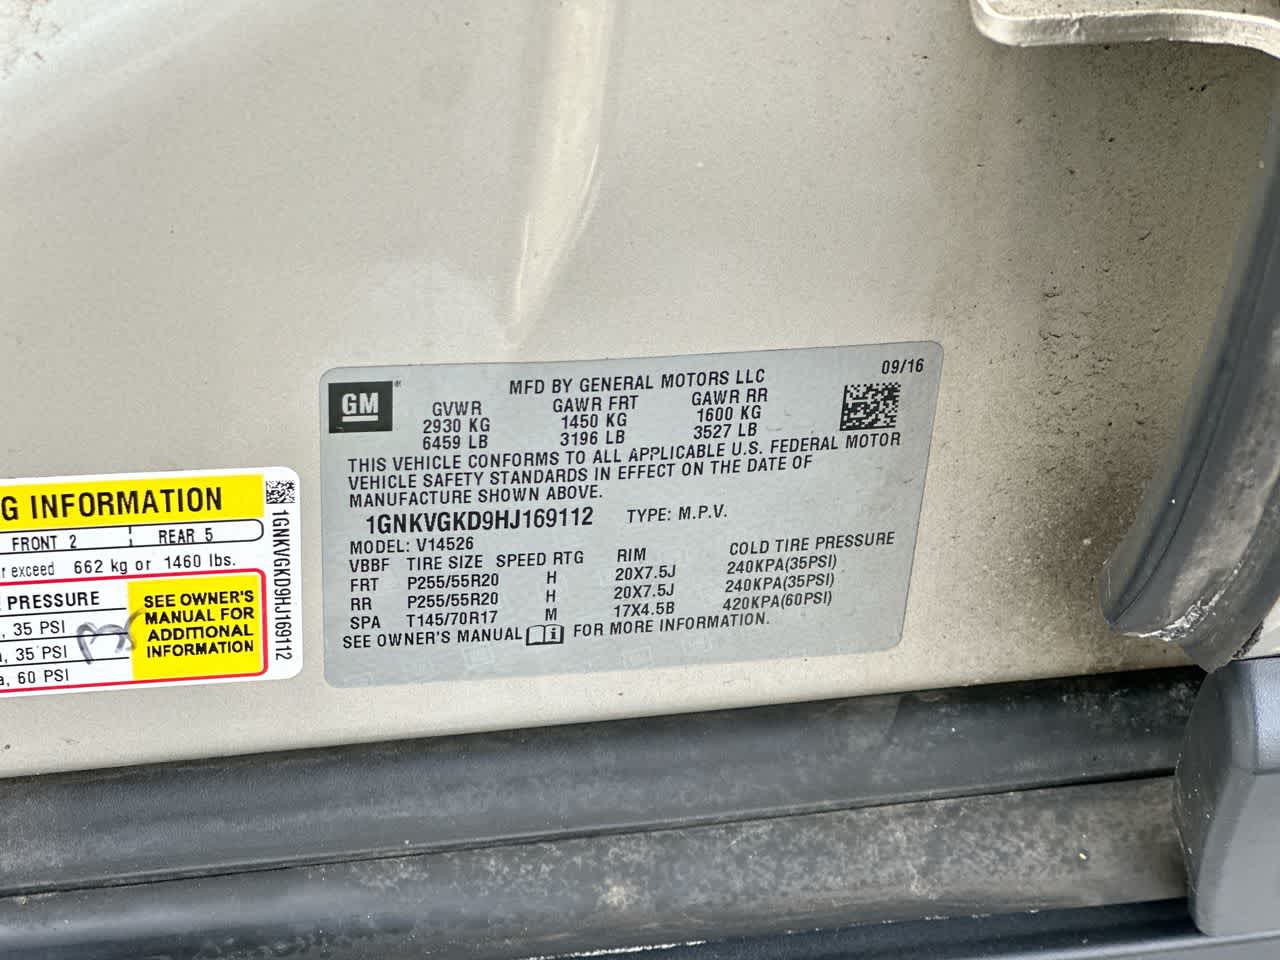 09/16
GM
MFD BY GENERAL MOTORS LLC
GVWR GAWR FRT GAWR RR
2930 KG 1450 KG 1600 KG
6459 LB 3196 LB 3527 LB
THIS VEHICLE CONFORMS TO ALL APPLICABLE U.S. FEDERAL MOTOR
VEHICLE SAFETY STANDARDS IN EFFECT ON THE DATE OF
MANUFACTURE SHOWN ABOVE.
1GNKVGKD9HJ169112 TYPE: M.P.V.
MODEL: V14526
VBBF TIRE SIZE SPEED RTG RIM COLD TIRE PRESSURE
FRT P255/55R20 H 20X7.5J 240KPA(35PSI)
RR P255/55R20 H 20X7.5J 240KPA(35PSI)
SPA T145/70R17 M 17X4.5B 420KPA(60PSI)
SEE OWNER'S MANUAL i FOR MORE INFORMATION.
G INFORMATION
FRONT 2 REAR 5
r exceed 662 kg or 1460 lbs.
PRESSURE
, 35 PSI
, 35 PSI
a, 60 PSI
SEE OWNER'S
MANUAL FOR
ADDITIONAL
INFORMATION
1GNKVGKD9HJ169112